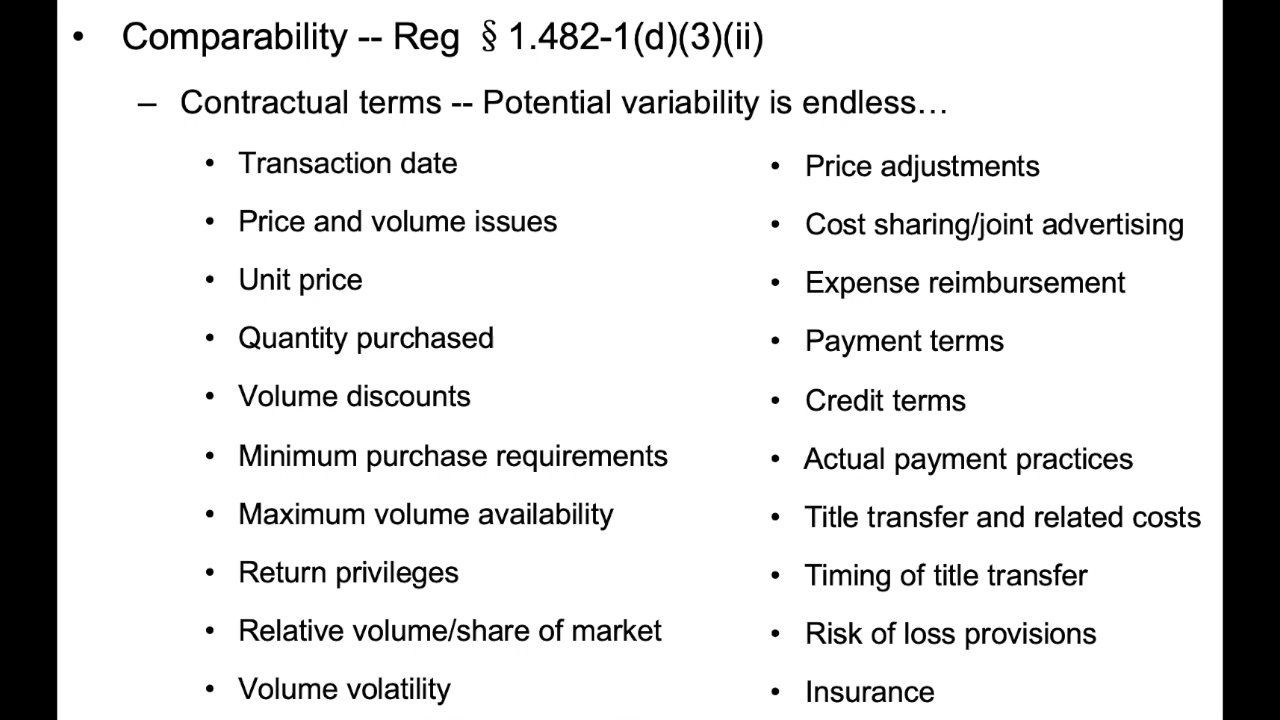 • Comparability -- Reg § 1.482-1(d)(3)(ii)
– Contractual terms -- Potential variability is endless…
• Transaction date
• Price and volume issues
• Unit price
• Quantity purchased
• Volume discounts
• Minimum purchase requirements
• Maximum volume availability
• Return privileges
• Relative volume/share of market
• Volume volatility
• Price adjustments
• Cost sharing/joint advertising
• Expense reimbursement
• Payment terms
• Credit terms
• Actual payment practices
• Title transfer and related costs
• Timing of title transfer
• Risk of loss provisions
• Insurance